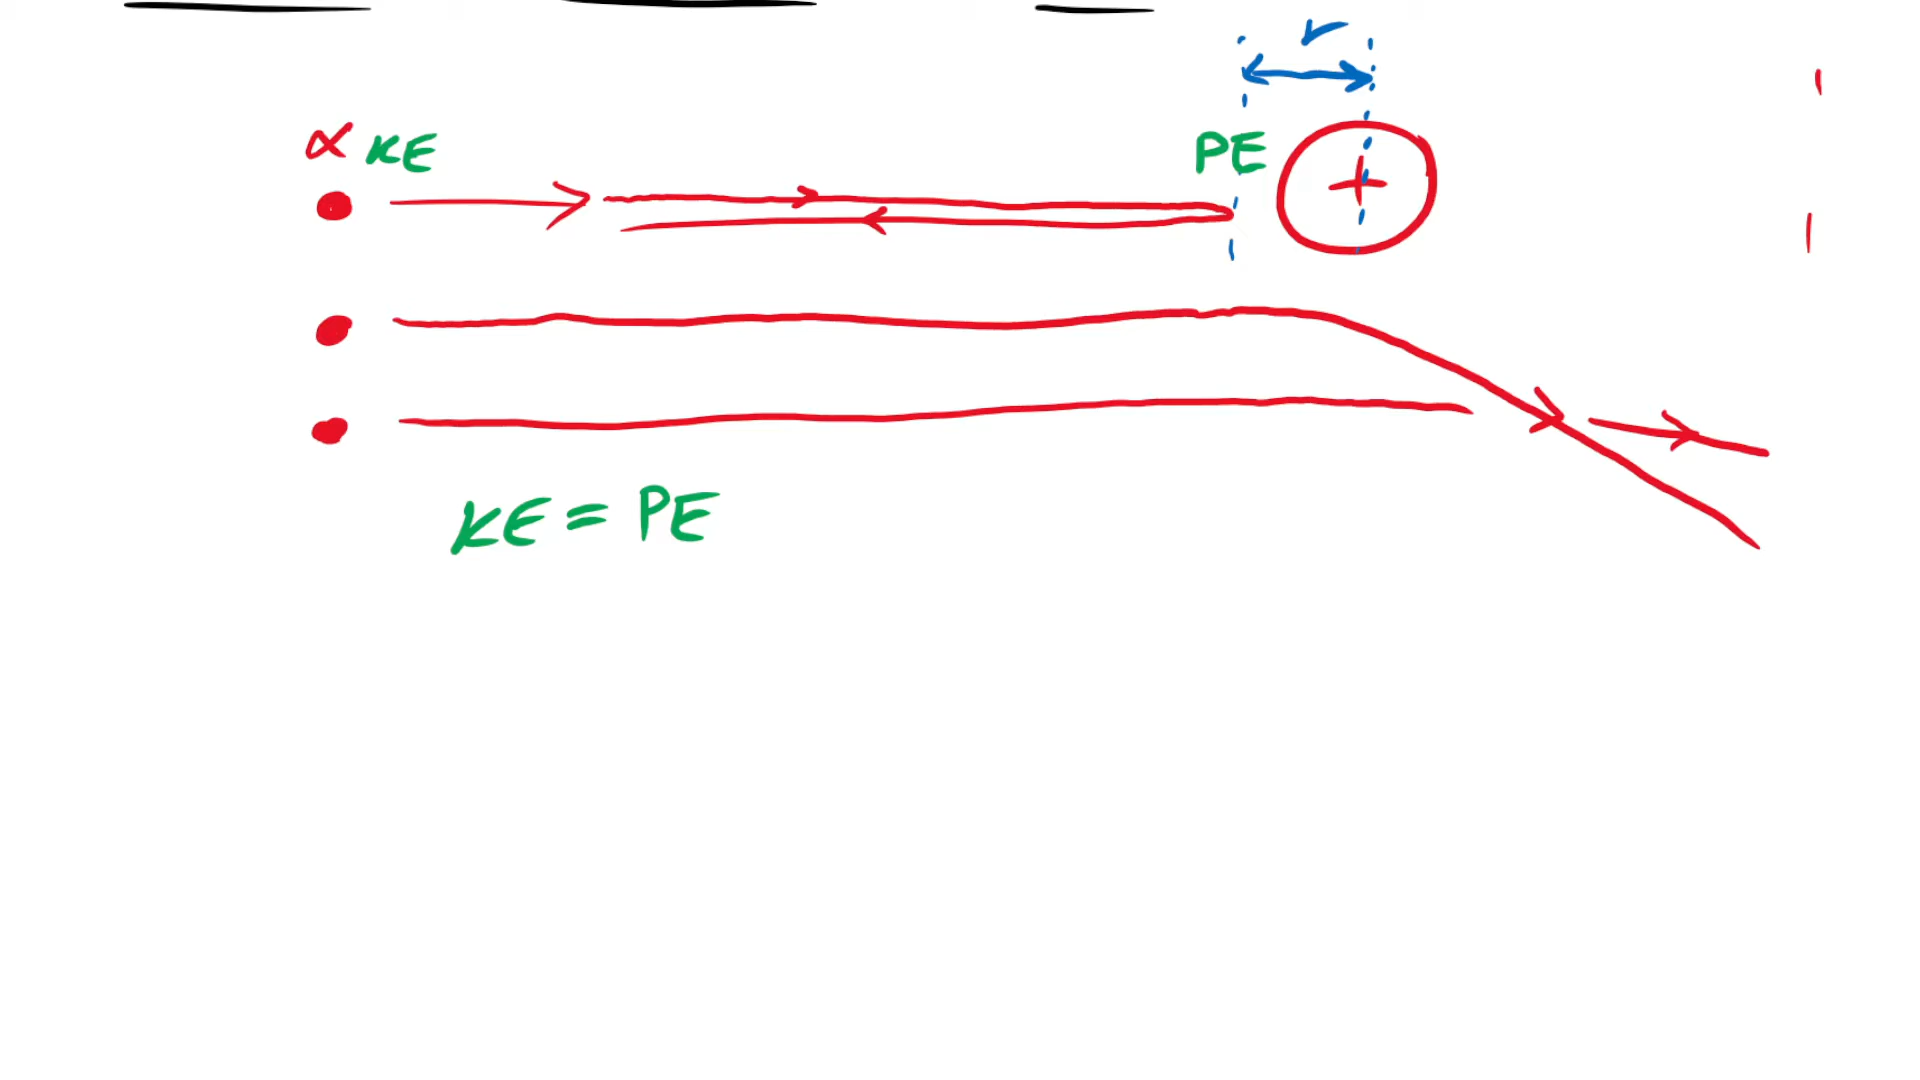 r
α KE
PE
+
KE = PE